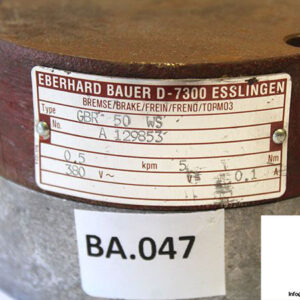 EBERHARD BAUER D-7300 ESSLINGEN
BREMSE/BRAKE/FREIN/FRENO/TOPMO3
Type GBR 50 WS
No. A 129853
0.5 kpm 5 Nm
380 V~ V= 0.1 A
BA.047